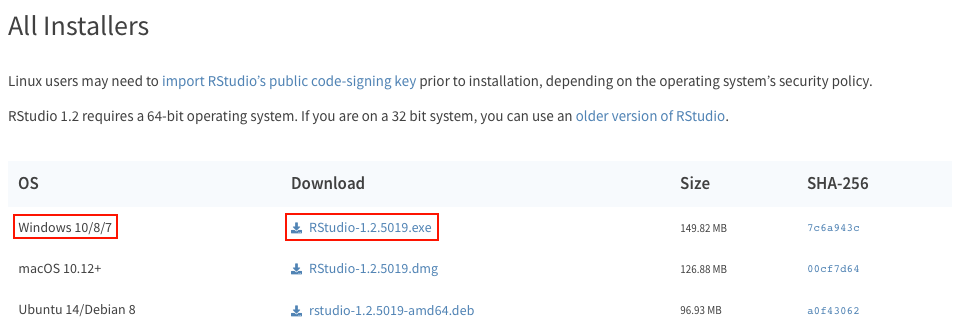 All Installers
Linux users may need to import RStudio's public code-signing key prior to installation, depending on the operating system's security policy.
RStudio 1.2 requires a 64-bit operating system. If you are on a 32 bit system, you can use an older version of RStudio.
OS Download Size SHA-256
Windows 10/8/7 RStudio-1.2.5019.exe 149.82 MB 7c6a943c
macOS 10.12+ RStudio-1.2.5019.dmg 126.88 MB 00cf7d64
Ubuntu 14/Debian 8 rstudio-1.2.5019-amd64.deb 96.93 MB a0f43062